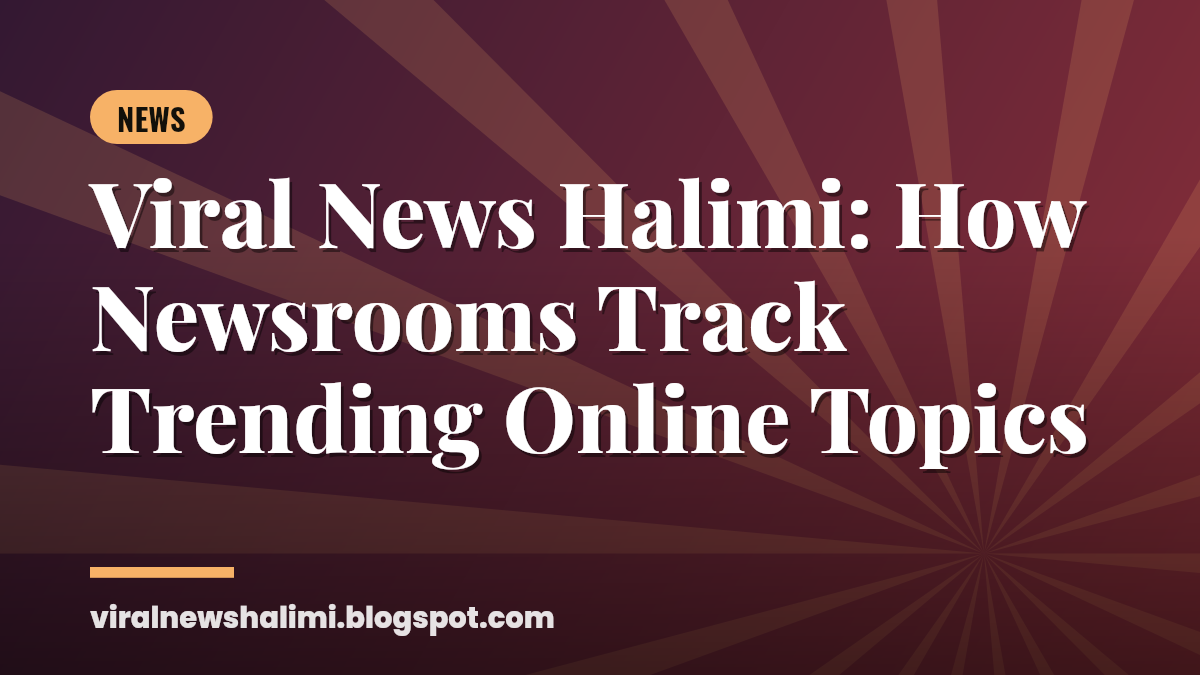 NEWS
Viral News Halimi: How
Newsrooms Track
Trending Online Topics
viralnewshalimi.blogspot.com